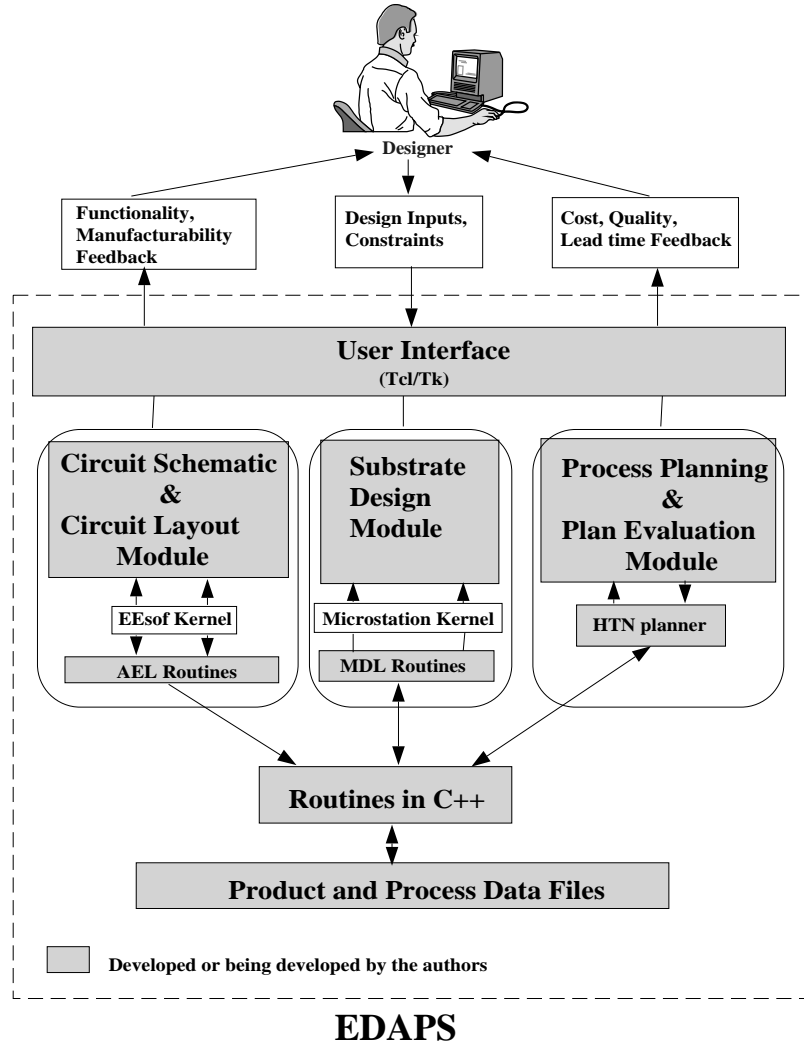 Designer
Functionality,
Manufacturability
Feedback
Design Inputs,
Constraints
Cost, Quality,
Lead time Feedback
User Interface
(Tcl/Tk)
Circuit Schematic
&
Circuit Layout
Module
EEsof Kernel
AEL Routines
Substrate
Design
Module
Microstation Kernel
MDL Routines
Process Planning
&
Plan Evaluation
Module
HTN planner
Routines in C++
Product and Process Data Files
Developed or being developed by the authors
EDAPS